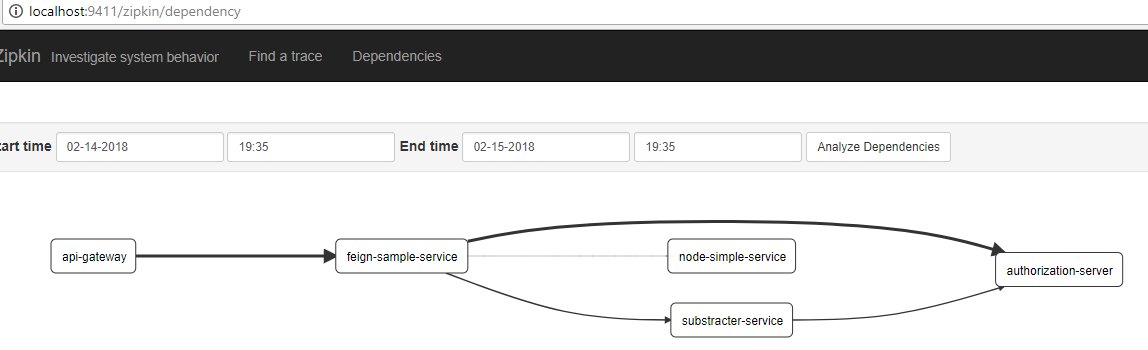 localhost:9411/zipkin/dependency
Zipkin Investigate system behavior Find a trace Dependencies
tart time 02-14-2018 19:35 End time 02-15-2018 19:35 Analyze Dependencies
api-gateway feign-sample-service node-simple-service
authorization-server
substracter-service